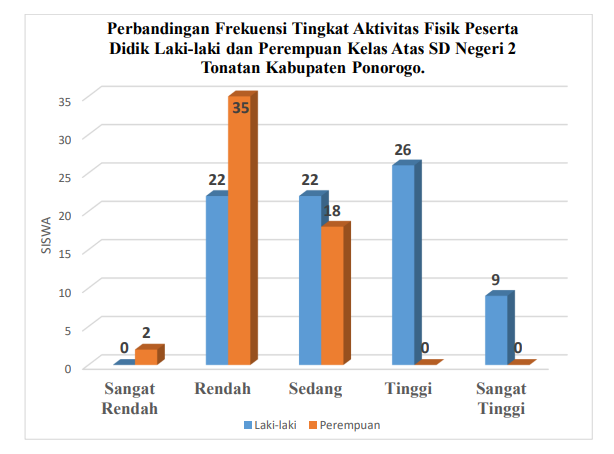 Perbandingan Frekuensi Tingkat Aktivitas Fisik Peserta
Didik Laki-laki dan Perempuan Kelas Atas SD Negeri 2
Tonatan Kabupaten Ponorogo.
SISWA
35
30
25
20
15
10
5
0
0
2
22
35
22
18
26
0
9
0
Sangat
Rendah
Rendah
Sedang
Tinggi
Sangat
Tinggi
Laki-laki
Perempuan